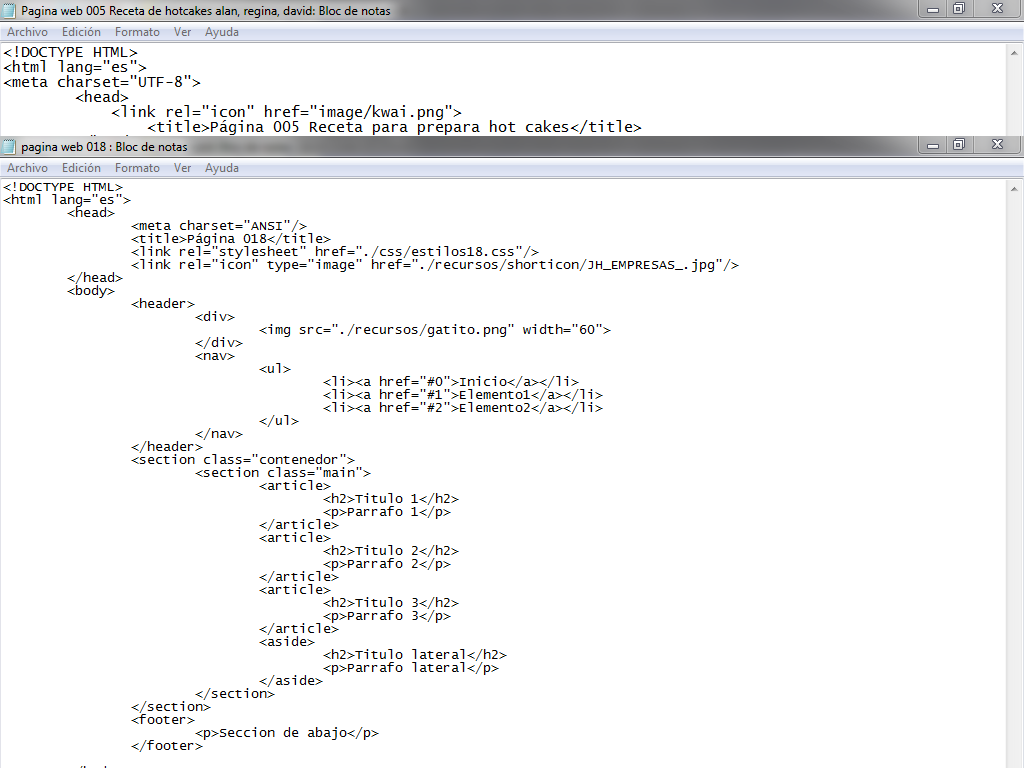 Pagina web 005 Receta de hotcakes alan, regina, david: Bloc de notas
Archivo Edición Formato Ver Ayuda
<!DOCTYPE HTML>
<html lang="es">
<meta charset="UTF-8">
<head>
<link rel="icon" href="image/kwai.png">
<title>Página 005 Receta para prepara hot cakes</title>
pagina web 018 : Bloc de notas
Archivo Edición Formato Ver Ayuda
<!DOCTYPE HTML>
<html lang="es">
<head>
<meta charset="ANSI"/>
<title>Página 018</title>
<link rel="stylesheet" href="./css/estilos18.css"/>
<link rel="icon" type="image" href="./recursos/shorticon/JH_EMPRESAS_.jpg"/>
</head>
<body>
<header>
<div>
<img src="./recursos/gatito.png" width="60">
</div>
<nav>
<ul>
<li><a href="#0">Inicio</a></li>
<li><a href="#1">Elemento1</a></li>
<li><a href="#2">Elemento2</a></li>
</ul>
</nav>
</header>
<section class="contenedor">
<section class="main">
<article>
<h2>Titulo 1</h2>
<p>Parrafo 1</p>
</article>
<article>
<h2>Titulo 2</h2>
<p>Parrafo 2</p>
</article>
<article>
<h2>Titulo 3</h2>
<p>Parrafo 3</p>
</article>
<aside>
<h2>Titulo lateral</h2>
<p>Parrafo lateral</p>
</aside>
</section>
</section>
<footer>
<p>Seccion de abajo</p>
</footer>